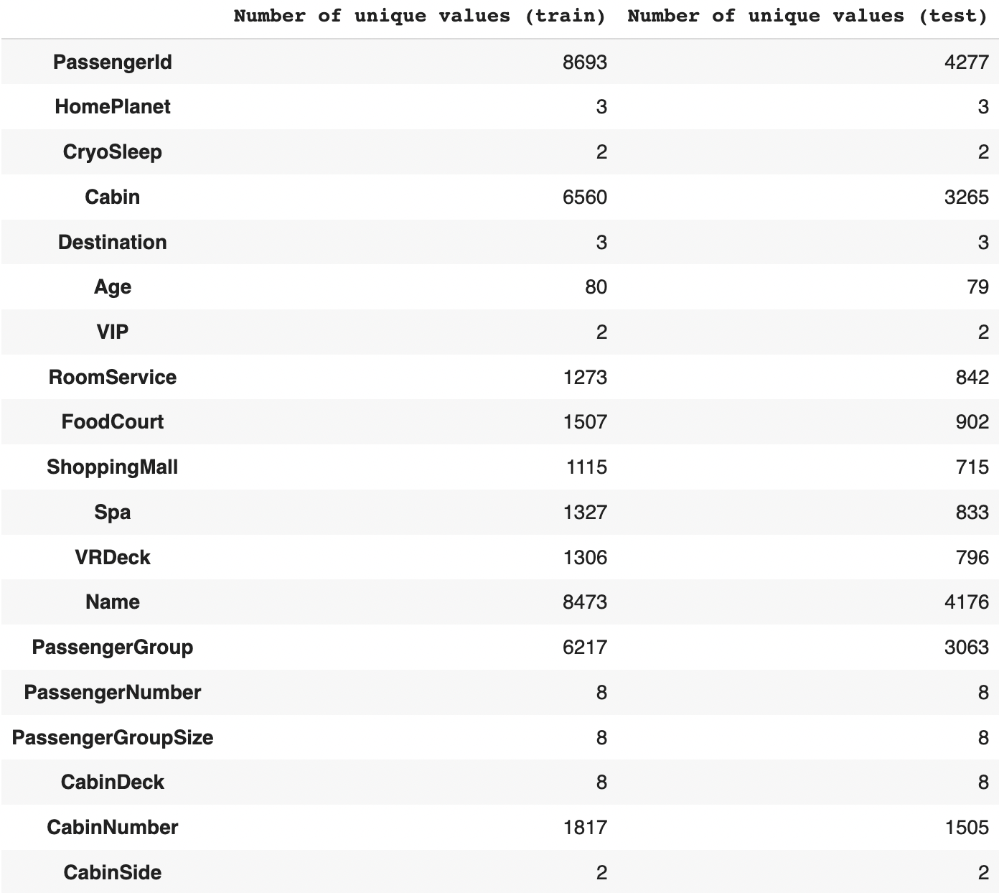 Number of unique values (train) Number of unique values (test)
PassengerId 8693 4277
HomePlanet 3 3
CryoSleep 2 2
Cabin 6560 3265
Destination 3 3
Age 80 79
VIP 2 2
RoomService 1273 842
FoodCourt 1507 902
ShoppingMall 1115 715
Spa 1327 833
VRDeck 1306 796
Name 8473 4176
PassengerGroup 6217 3063
PassengerNumber 8 8
PassengerGroupSize 8 8
CabinDeck 8 8
CabinNumber 1817 1505
CabinSide 2 2